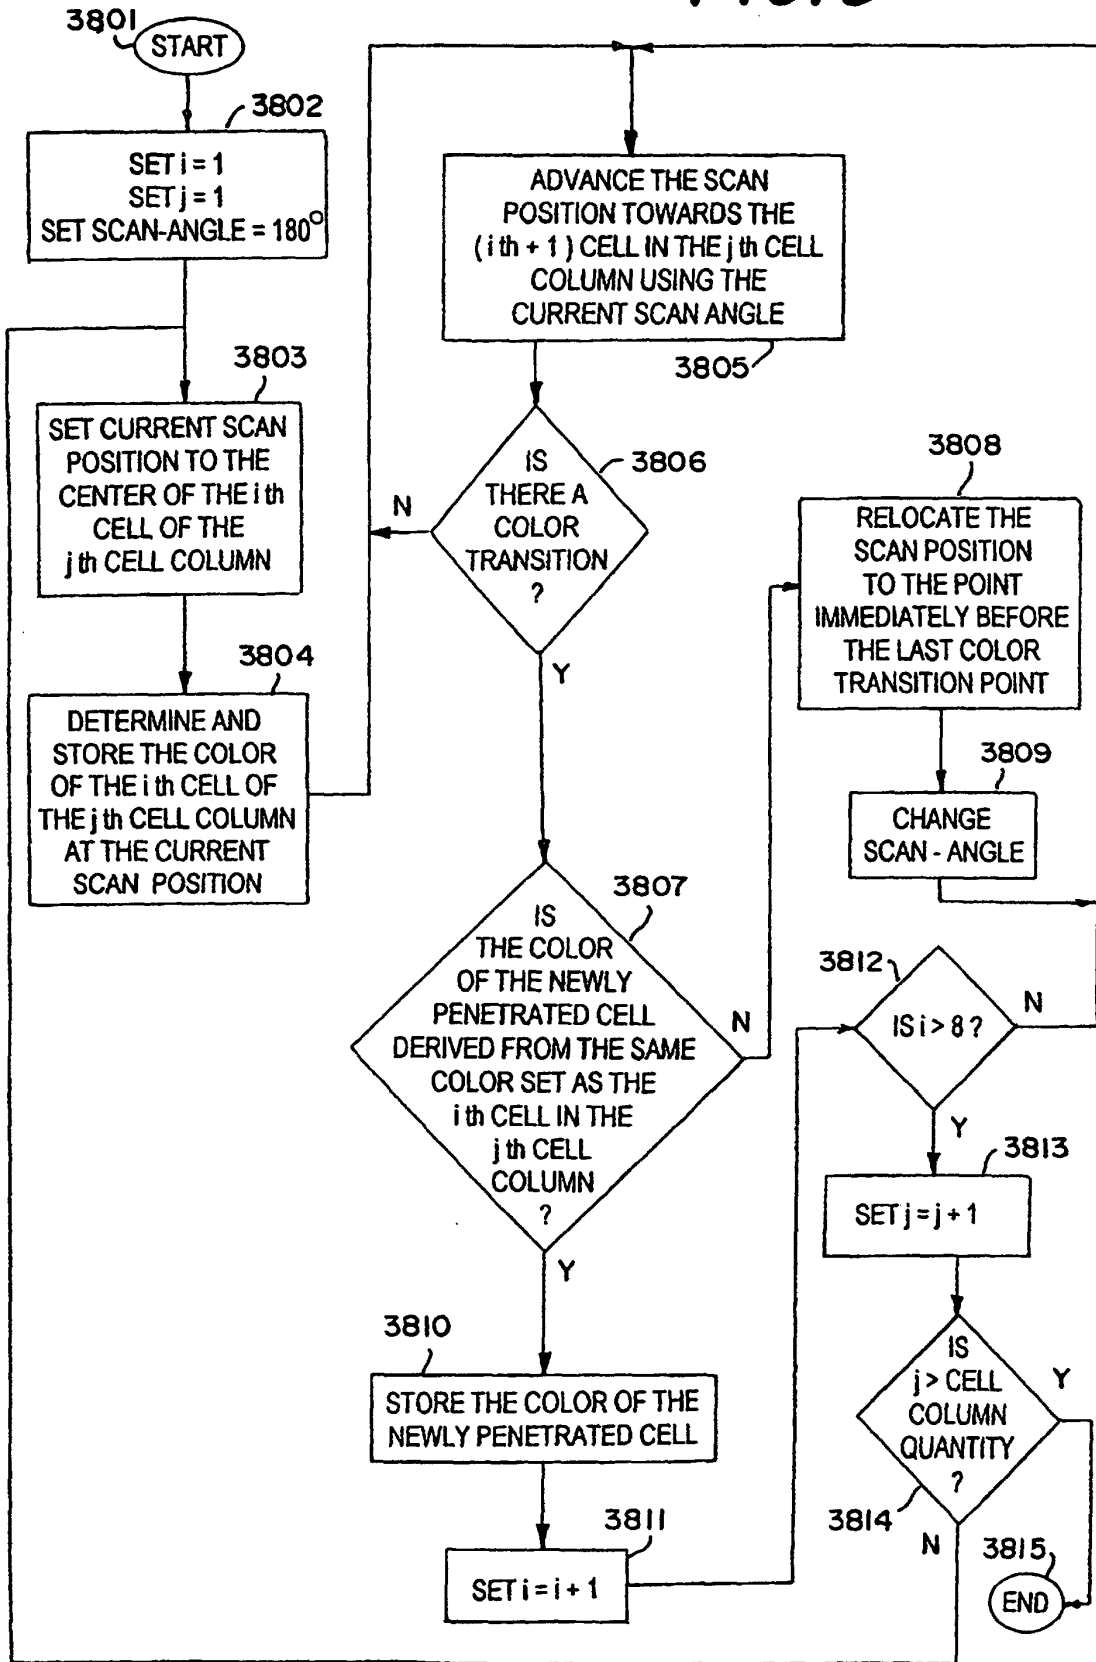 3801
START
3802
SET i = 1
SET j = 1
SET SCAN-ANGLE = 180°
3803
SET CURRENT SCAN
POSITION TO THE
CENTER OF THE i th
CELL OF THE
j th CELL COLUMN
3804
DETERMINE AND
STORE THE COLOR
OF THE i th CELL OF
THE j th CELL COLUMN
AT THE CURRENT
SCAN POSITION
ADVANCE THE SCAN
POSITION TOWARDS THE
( i th + 1 ) CELL IN THE j th CELL
COLUMN USING THE
CURRENT SCAN ANGLE
3805
IS
THERE A
COLOR
TRANSITION
?
3806
N
Y
3807
IS
THE COLOR
OF THE NEWLY
PENETRATED CELL
DERIVED FROM THE SAME
COLOR SET AS THE
i th CELL IN THE
j th CELL
COLUMN
?
N
Y
3808
RELOCATE THE
SCAN POSITION
TO THE POINT
IMMEDIATELY BEFORE
THE LAST COLOR
TRANSITION POINT
3809
CHANGE
SCAN - ANGLE
3810
STORE THE COLOR OF THE
NEWLY PENETRATED CELL
3811
SET i = i + 1
3812
IS i > 8 ?
N
Y
3813
SET j = j + 1
IS
j > CELL
COLUMN
QUANTITY
?
3814
Y
N
3815
END